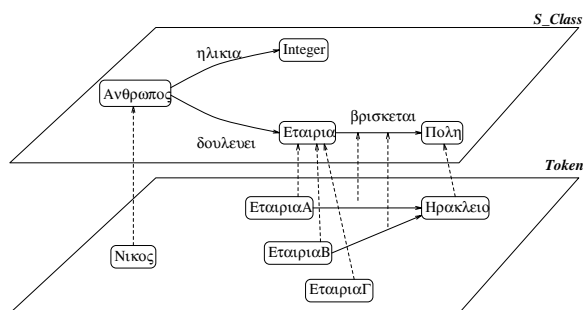 S_Class
ηλικια
Integer
Ανθρωπος
δουλευει
Εταιρια
βρισκεται
Πολη
Token
ΕταιριαΑ
Ηρακλειο
Νικος
ΕταιριαΒ
ΕταιριαΓ